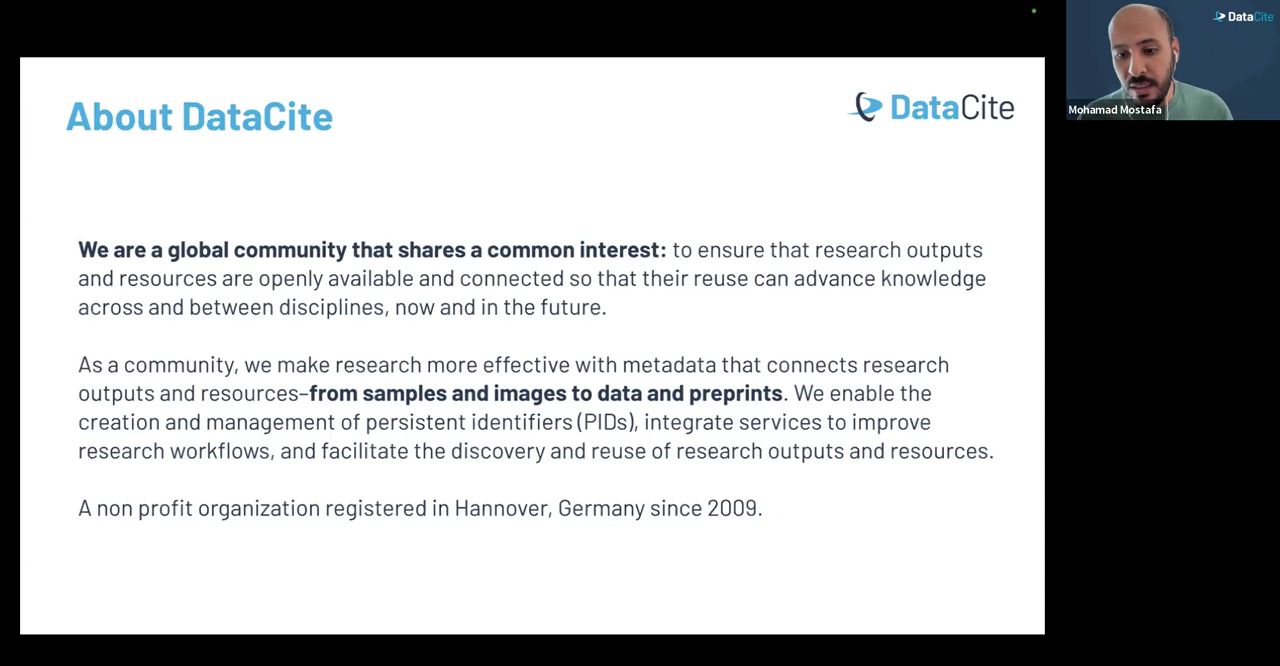 About DataCite
DataCite
We are a global community that shares a common interest: to ensure that research outputs
and resources are openly available and connected so that their reuse can advance knowledge
across and between disciplines, now and in the future.
As a community, we make research more effective with metadata that connects research
outputs and resources–from samples and images to data and preprints. We enable the
creation and management of persistent identifiers (PIDs), integrate services to improve
research workflows, and facilitate the discovery and reuse of research outputs and resources.
A non profit organization registered in Hannover, Germany since 2009.
DataCite
Mohamad Mostafa